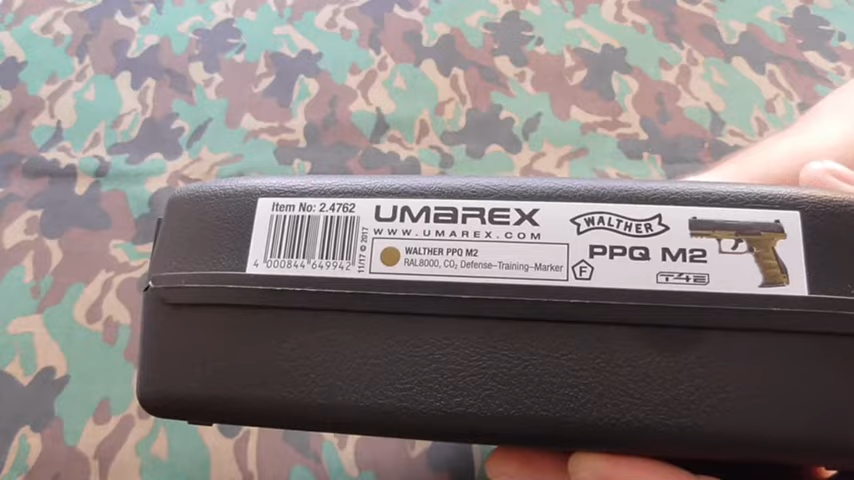 Item No: 2.4762
4 000844 649942
11/17 © 2017
UMAREX
WWW.UMAREX.COM
WALTHER PPQ M2
RAL8000, CO₂ Defense-Training-Marker
F
WALTHER
PPQ M2
T4E